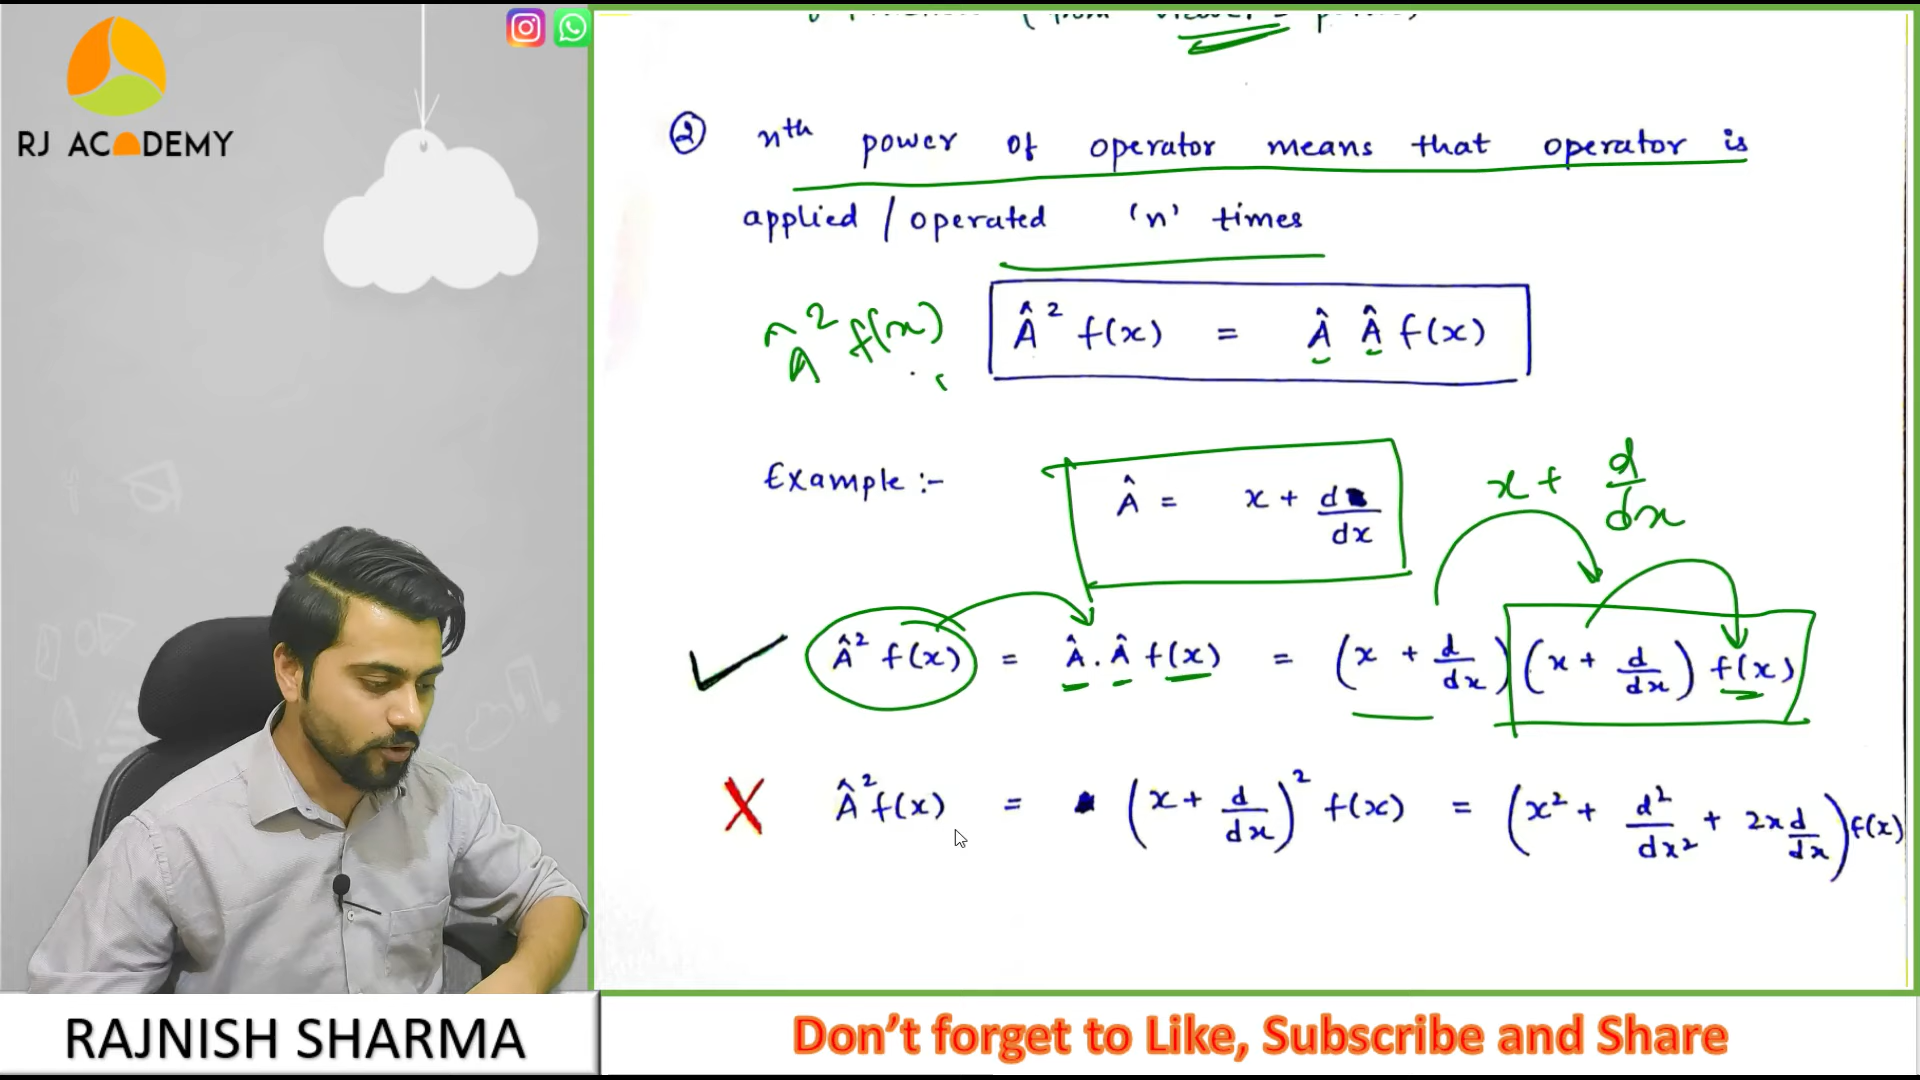 RJ ACADEMY
② nth power of operator means that operator is
applied / operated 'n' times
Â² f(x)
Â² f(x) = Â Â f(x)
Example :-
Â = x + d/dx
x + d/dx
Â² f(x) = Â . Â f(x) = (x + d/dx) (x + d/dx) f(x)
X Â² f(x) = (x + d/dx)² f(x) = (x² + d²/dx² + 2x d/dx) f(x)
RAJNISH SHARMA
Don't forget to Like, Subscribe and Share